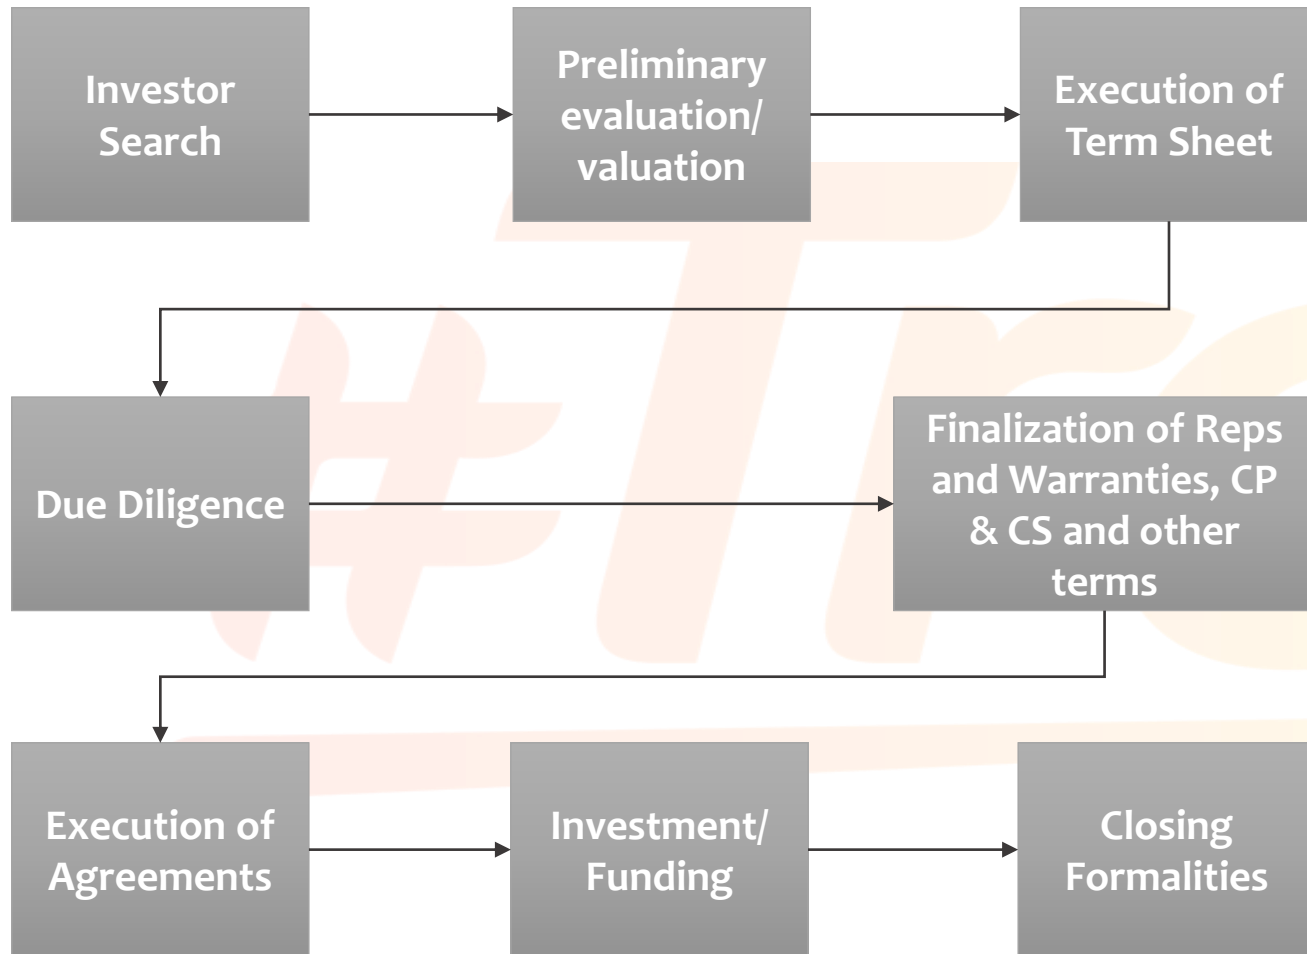 Investor
Search
Preliminary
evaluation/
valuation
Execution of
Term Sheet
Due Diligence
Finalization of Reps
and Warranties, CP
& CS and other
terms
Execution of
Agreements
Investment/
Funding
Closing
Formalities